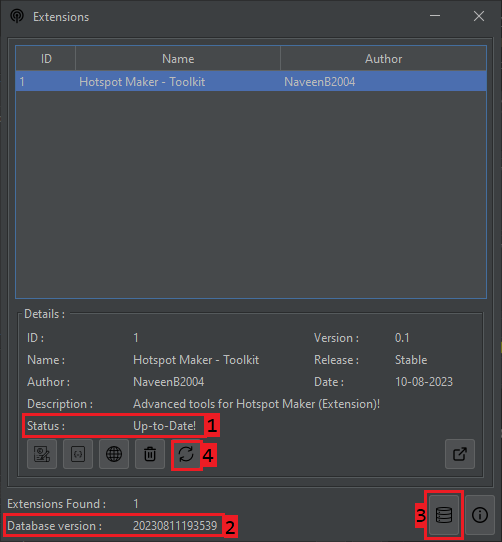 Extensions
ID Name Author
1 Hotspot Maker - Toolkit NaveenB2004
Details :
ID : 1 Version : 0.1
Name : Hotspot Maker - Toolkit Release : Stable
Author : NaveenB2004 Date : 10-08-2023
Description : Advanced tools for Hotspot Maker (Extension)!
Status : Up-to-Date! 1
4
Extensions Found : 1
3
Database version : 20230811193539 2